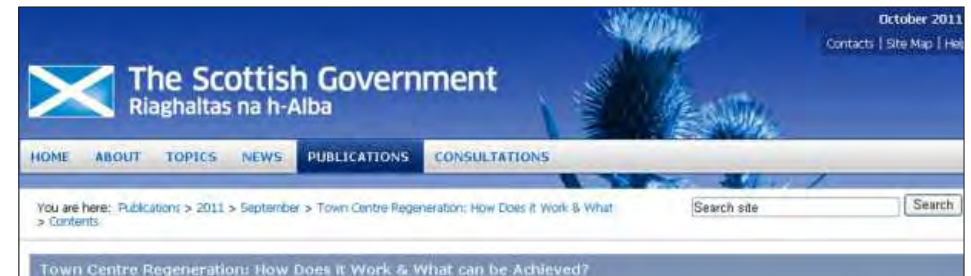 October 2011
Contacts | Site Map | Hel
The Scottish Government
Riaghaltas na h-Alba
HOME ABOUT TOPICS NEWS PUBLICATIONS CONSULTATIONS
You are here: Publications > 2011 > September > Town Centre Regeneration: How Does it Work & What
> Contents
Search site Search
Town Centre Regeneration: How Does it Work & What can be Achieved?